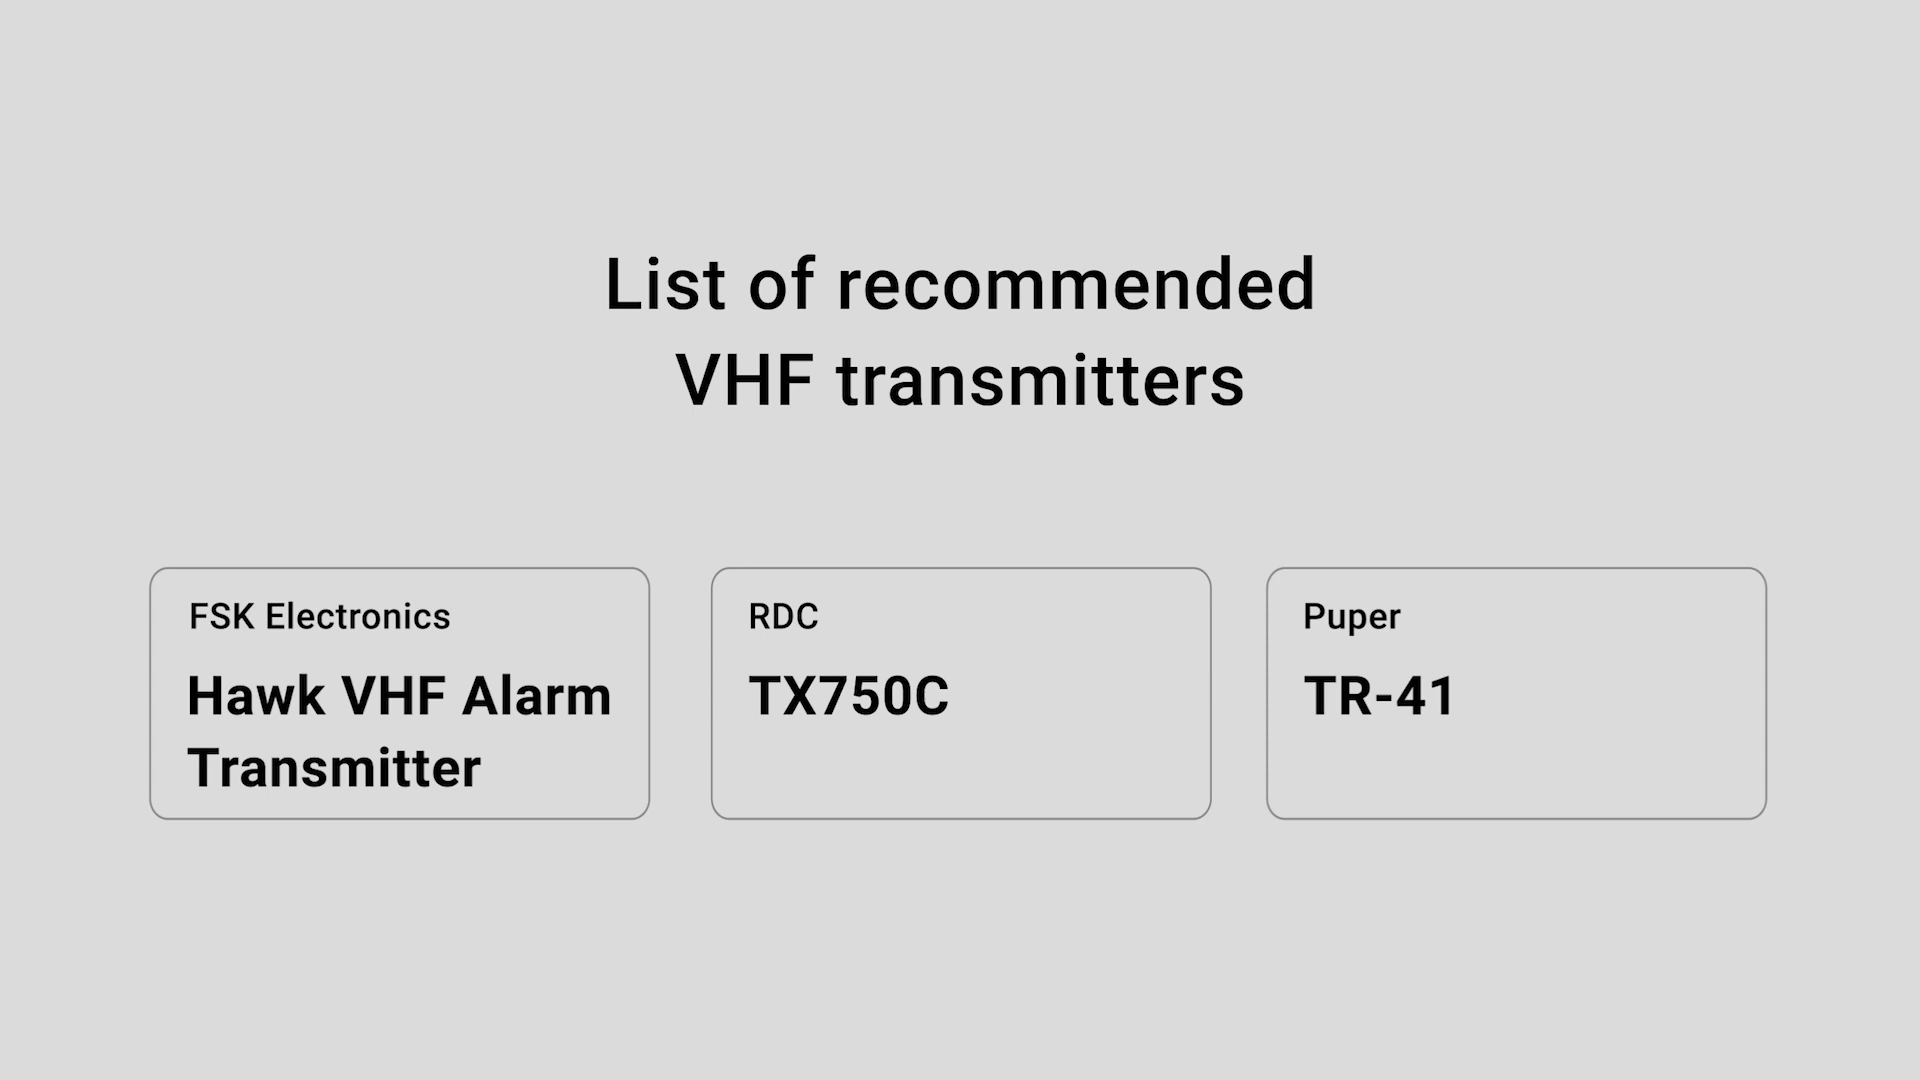 List of recommended
VHF transmitters
FSK Electronics
Hawk VHF Alarm
Transmitter
RDC
TX750C
Puper
TR-41